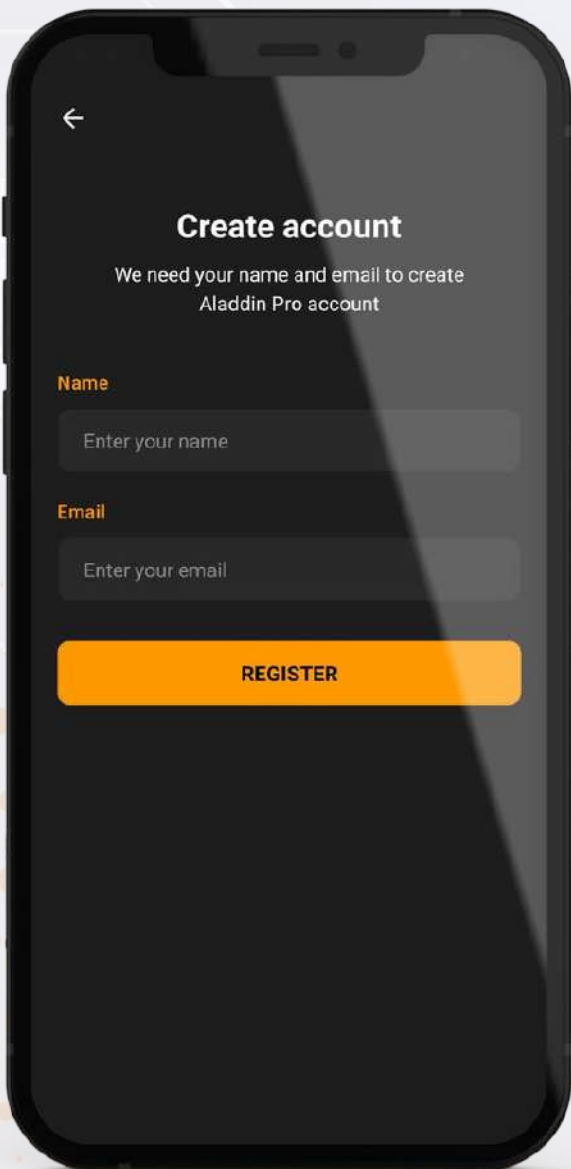 Create account
We need your name and email to create
Aladdin Pro account
Name
Enter your name
Email
Enter your email
REGISTER